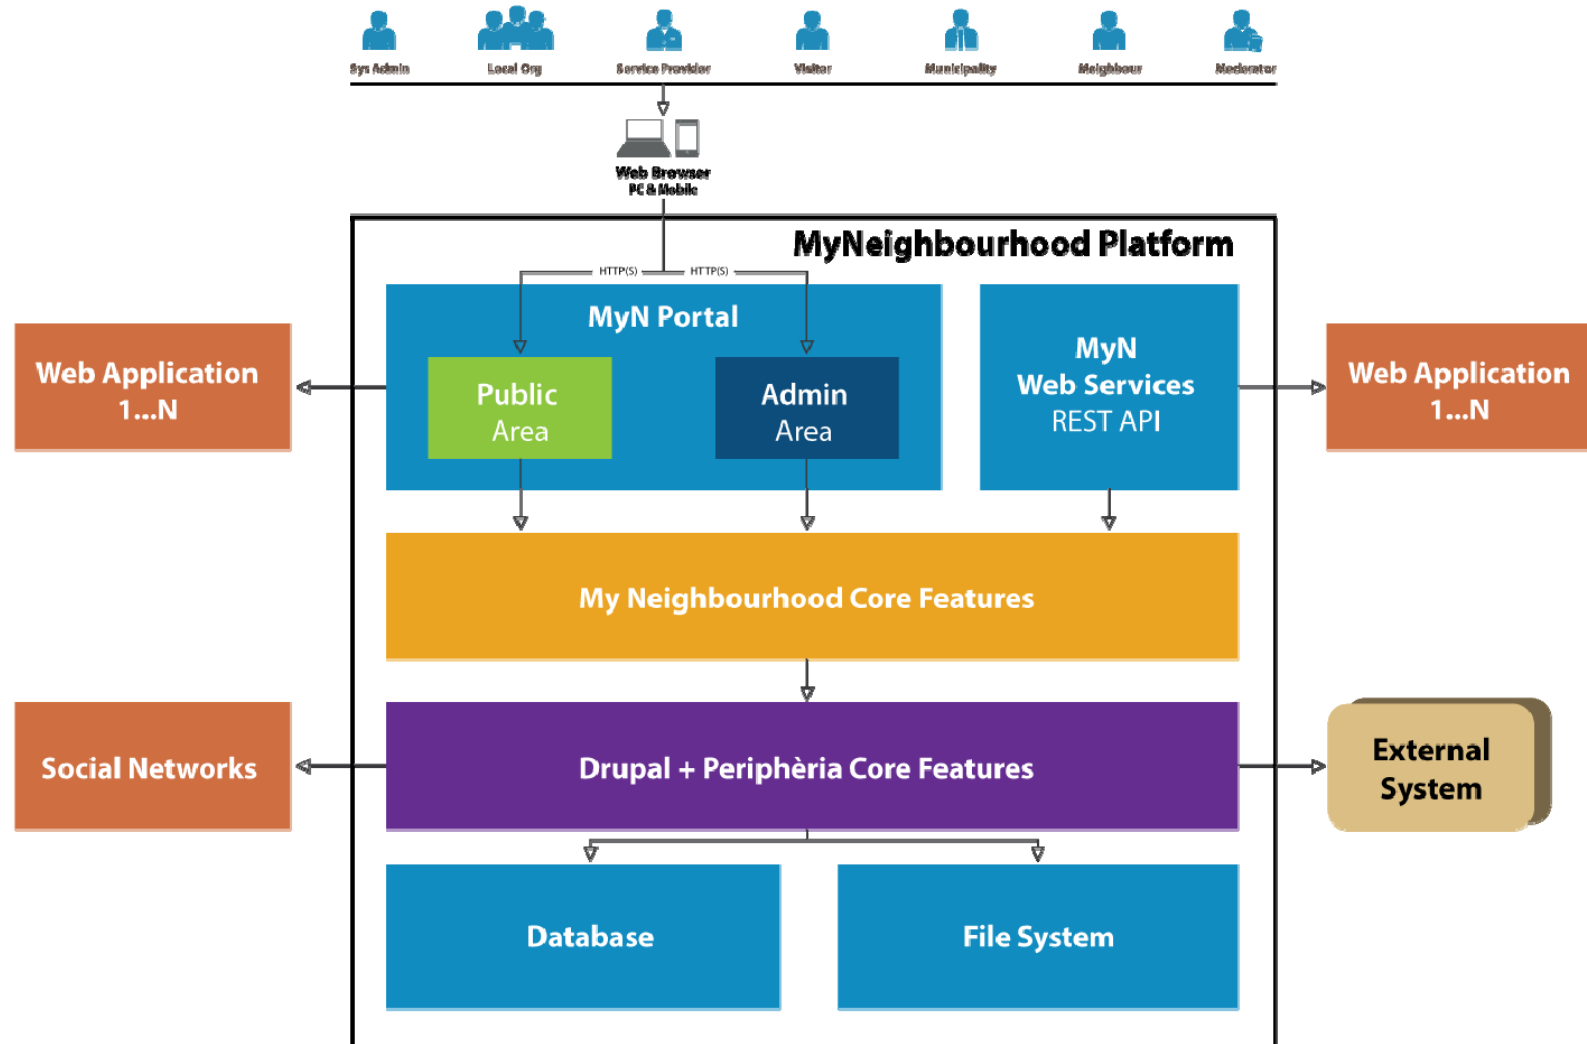 Sys Admin
Local Org
Service Provider
Visitor
Municipality
Neighbour
Moderator
Web Browser
PC & Mobile
MyNeighbourhood Platform
HTTP(S)
HTTP(S)
MyN Portal
Public
Area
Admin
Area
MyN
Web Services
REST API
Web Application
1...N
Web Application
1...N
My Neighbourhood Core Features
Social Networks
Drupal + Periphèria Core Features
External
System
Database
File System